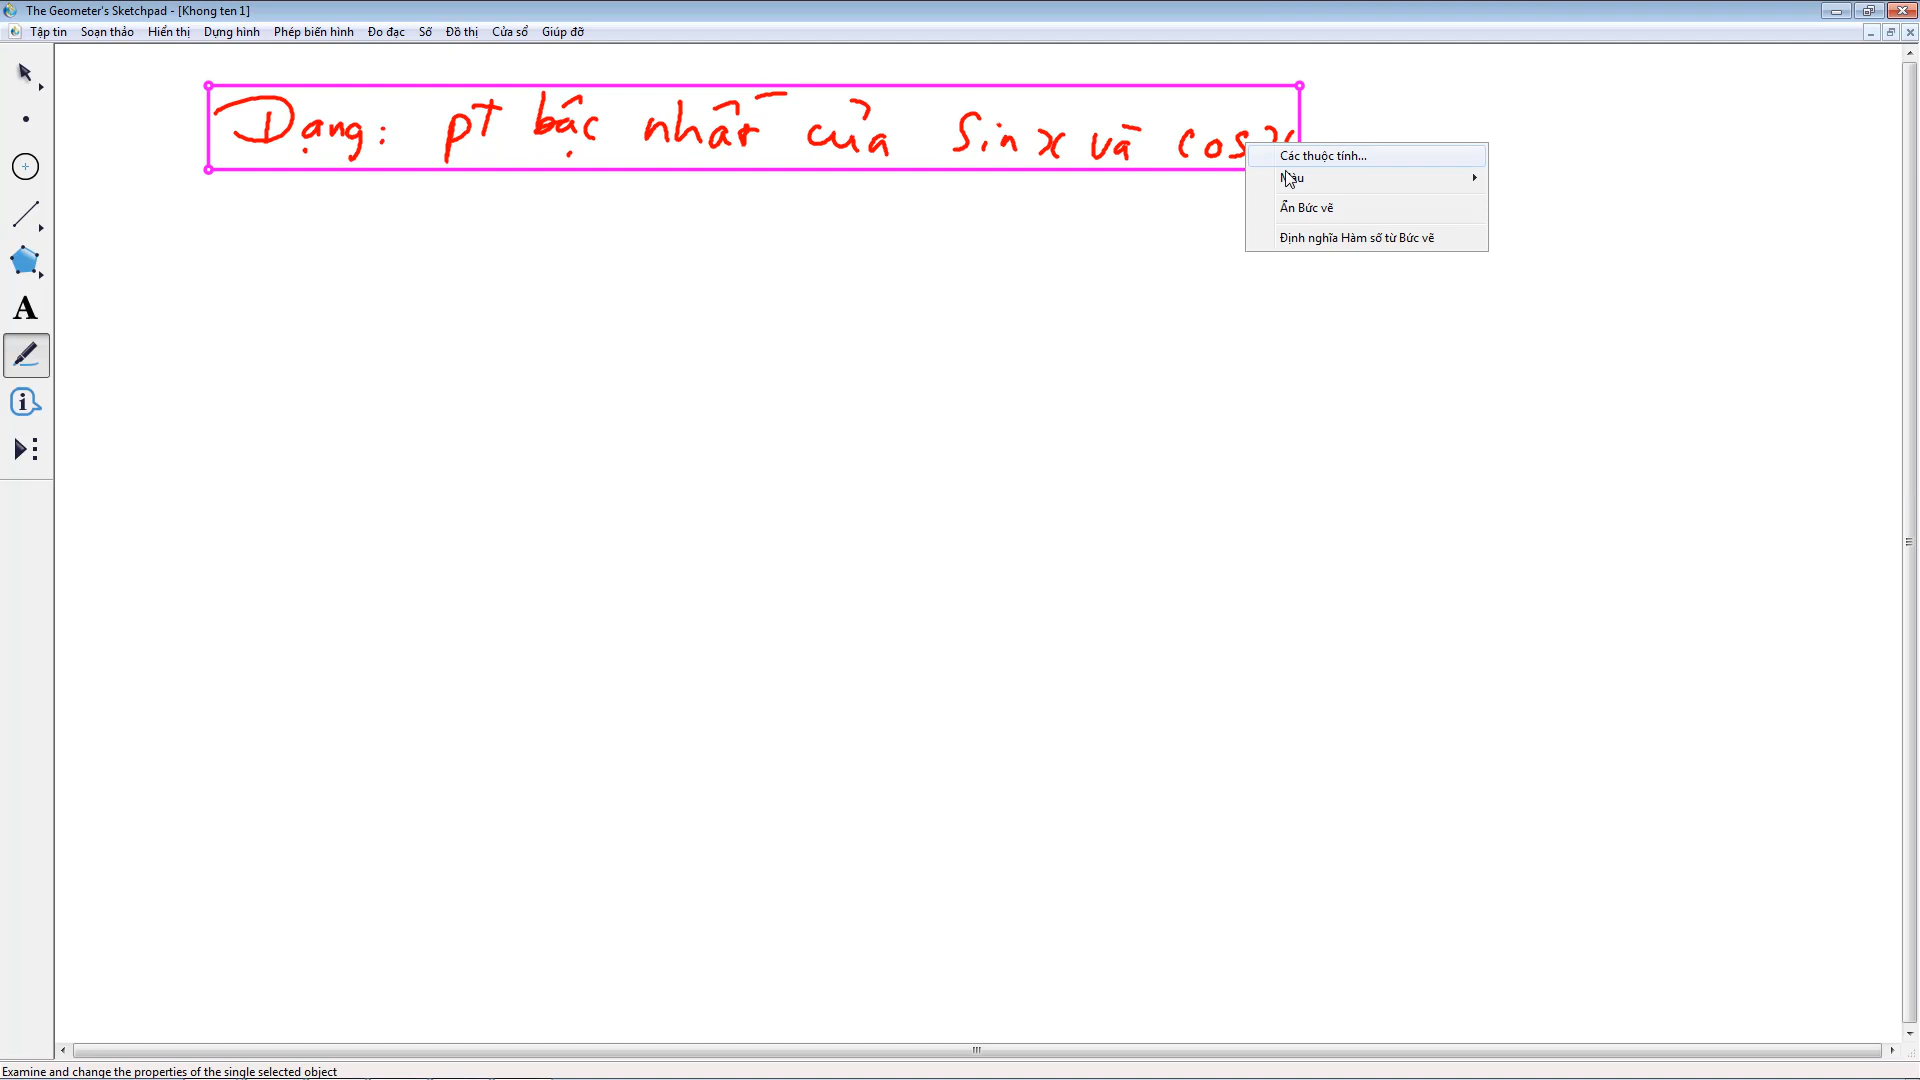 The Geometer's Sketchpad - [Khong ten 1]
Tập tin Soạn thảo Hiển thị Dựng hình Phép biến hình Đo đạc Số Đồ thị Cửa sổ Giúp đỡ
Dạng: pt bậc nhất của sin x và cos x
Các thuộc tính...
Màu
Ẩn Bức vẽ
Định nghĩa Hàm số từ Bức vẽ
A
Examine and change the properties of the single selected object